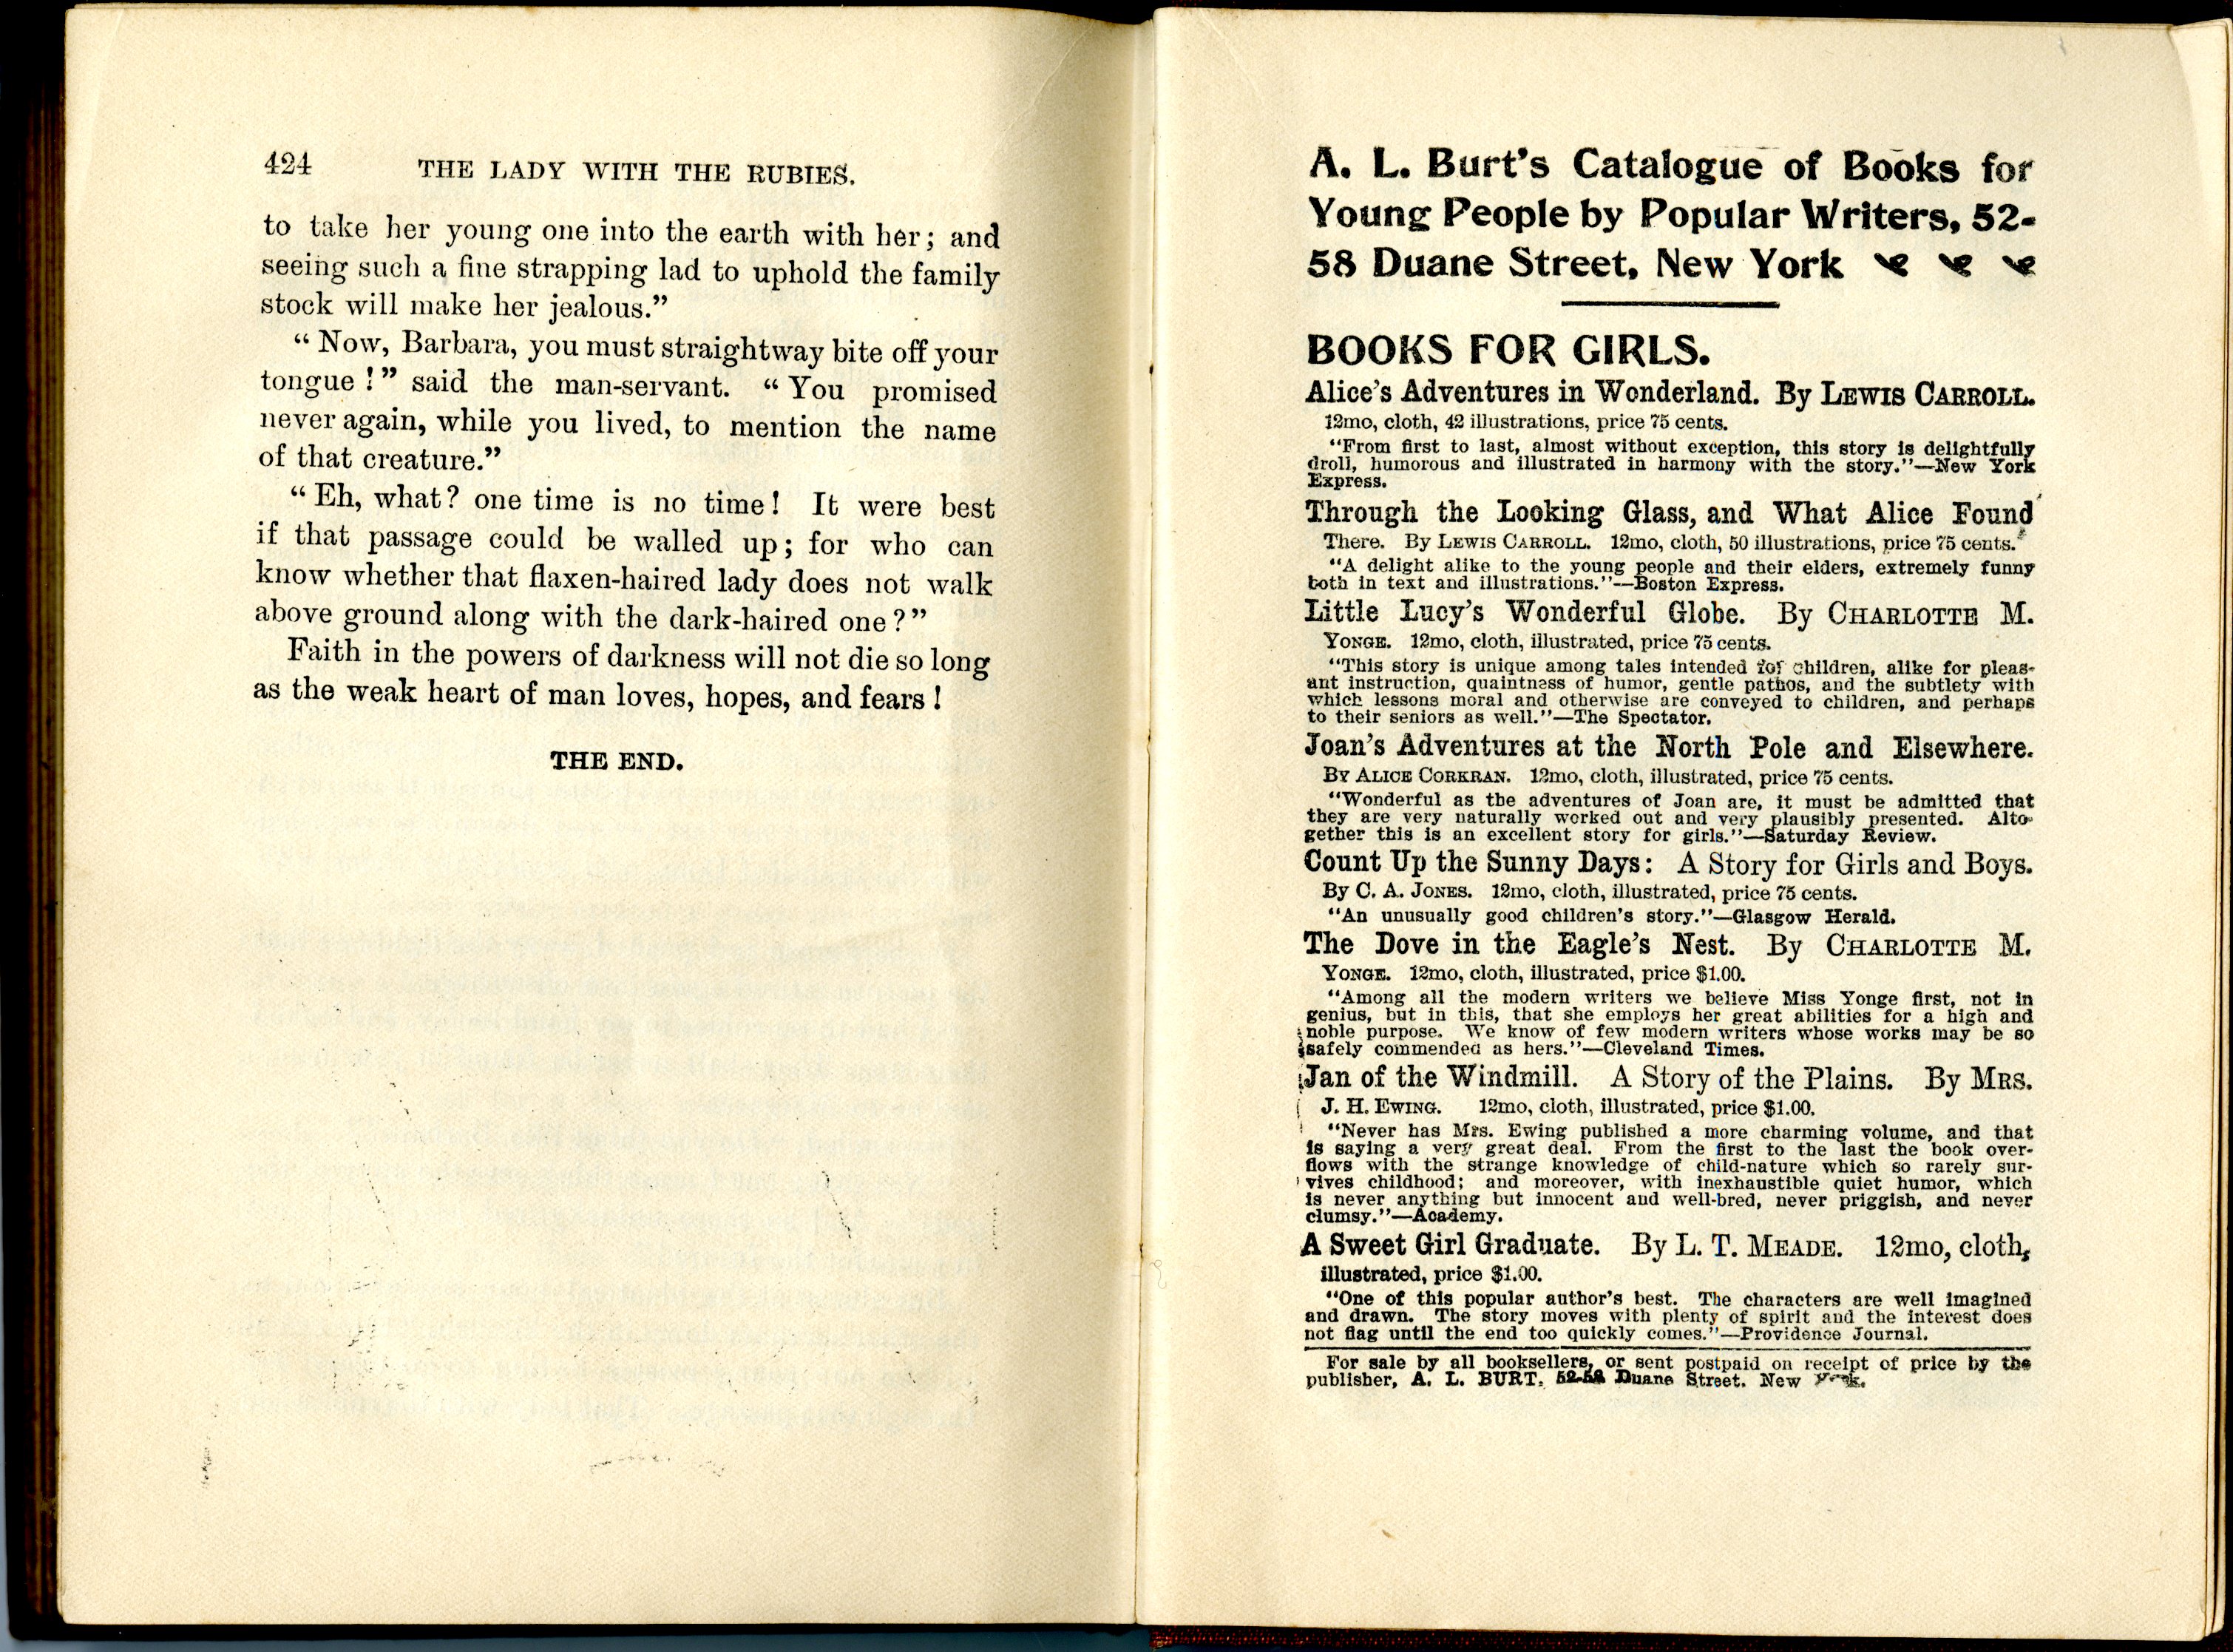 424 THE LADY WITH THE RUBIES.
to take her young one into the earth with her; and
seeing such a fine strapping lad to uphold the family
stock will make her jealous.”
“Now, Barbara, you must straightway bite off your
tongue!” said the man-servant. “You promised
never again, while you lived, to mention the name
of that creature.”
“Eh, what? one time is no time! It were best
if that passage could be walled up; for who can
know whether that flaxen-haired lady does not walk
above ground along with the dark-haired one?”
Faith in the powers of darkness will not die so long
as the weak heart of man loves, hopes, and fears!
THE END.
A. L. Burt’s Catalogue of Books for
Young People by Popular Writers, 52-
58 Duane Street, New York
BOOKS FOR GIRLS.
Alice’s Adventures in Wonderland. By LEWIS CARROLL.
12mo, cloth, 42 illustrations, price 75 cents.
“From first to last, almost without exception, this story is delightfully
droll, humorous and illustrated in harmony with the story.”—New York
Express.
Through the Looking Glass, and What Alice Found
There. By LEWIS CARROLL. 12mo, cloth, 50 illustrations, price 75 cents.
“A delight alike to the young people and their elders, extremely funny
both in text and illustrations.”—Boston Express.
Little Lucy’s Wonderful Globe. By CHARLOTTE M.
YONGE. 12mo, cloth, illustrated, price 75 cents.
“This story is unique among tales intended for children, alike for pleas-
ant instruction, quaintness of humor, gentle pathos, and the subtlety with
which lessons moral and otherwise are conveyed to children, and perhaps
to their seniors as well.”—The Spectator.
Joan’s Adventures at the North Pole and Elsewhere.
By ALICE CORKRAN. 12mo, cloth, illustrated, price 75 cents.
“Wonderful as the adventures of Joan are, it must be admitted that
they are very naturally worked out and very plausibly presented. Alto-
gether this is an excellent story for girls.”—Saturday Review.
Count Up the Sunny Days: A Story for Girls and Boys.
By C. A. JONES. 12mo, cloth, illustrated, price 75 cents.
“An unusually good children’s story.”—Glasgow Herald.
The Dove in the Eagle’s Nest. By CHARLOTTE M.
YONGE. 12mo, cloth, illustrated, price $1.00.
“Among all the modern writers we believe Miss Yonge first, not in
genius, but in this, that she employs her great abilities for a high and
noble purpose. We know of few modern writers whose works may be so
safely commended as hers.”—Cleveland Times.
Jan of the Windmill. A Story of the Plains. By MRS.
J. H. EWING. 12mo, cloth, illustrated, price $1.00.
“Never has Mrs. Ewing published a more charming volume, and that
is saying a very great deal. From the first to the last the book over-
flows with the strange knowledge of child-nature which so rarely sur-
vives childhood; and moreover, with inexhaustible quiet humor, which
is never anything but innocent and well-bred, never priggish, and never
clumsy.”—Academy.
A Sweet Girl Graduate. By L. T. MEADE. 12mo, cloth,
illustrated, price $1.00.
“One of this popular author’s best. The characters are well imagined
and drawn. The story moves with plenty of spirit and the interest does
not flag until the end too quickly comes.”—Providence Journal.
For sale by all booksellers, or sent postpaid on receipt of price by the
publisher, A. L. BURT, 52-58 Duane Street, New York.